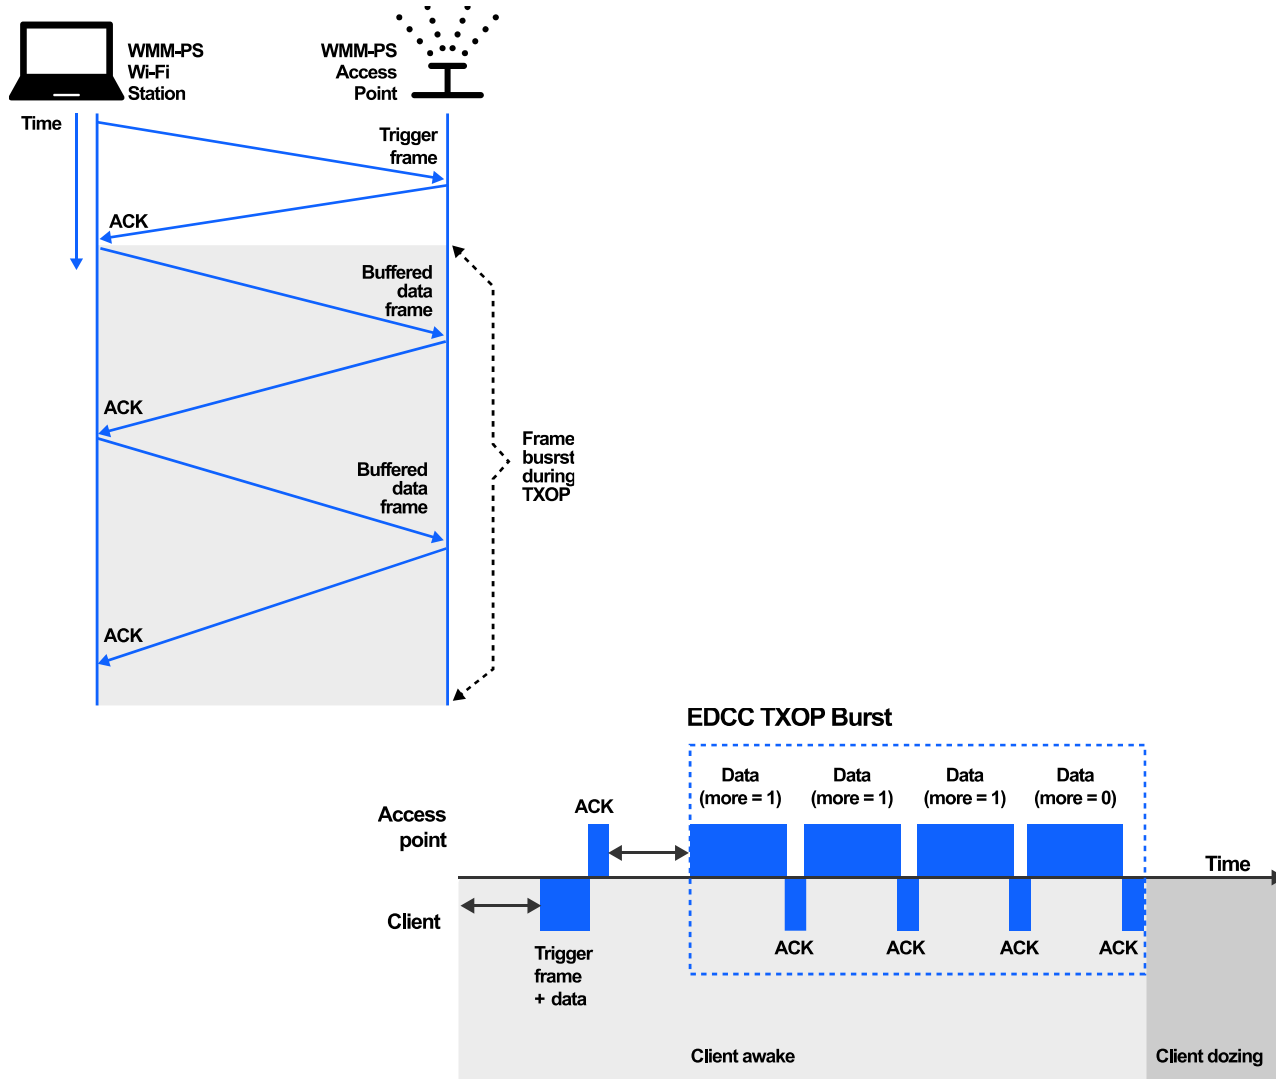 WMM-PS
Wi-Fi
Station
WMM-PS
Access
Point
Time
Trigger
frame
ACK
Buffered
data
frame
ACK
Buffered
data
frame
Frame
busrst
during
TXOP
ACK
EDCC TXOP Burst
Data
(more = 1)
Data
(more = 1)
Data
(more = 1)
Data
(more = 0)
ACK
Access
point
Time
Client
ACK
ACK
ACK
ACK
Trigger
frame
+ data
Client awake
Client dozing